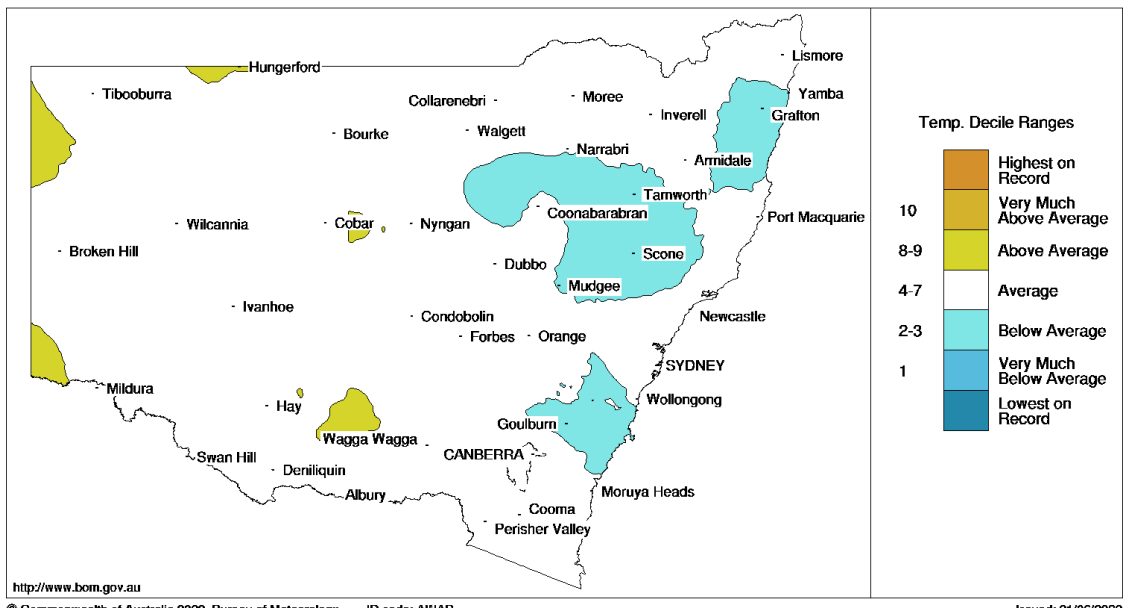 Lismore
Hungerford
Tibooburra
Yamba
Collarenebri
Moree
Grafton
Inverell
Bourke
Walgett
Narrabri
Armidale
Tamworth
Coonabarabran
Port Macquarie
Wilcannia
Cobar
Nyngan
Broken Hill
Scone
Dubbo
Mudgee
Ivanhoe
Condobolin
Newcastle
Forbes
Orange
SYDNEY
Mildura
Wollongong
Hay
Goulburn
Wagga Wagga
CANBERRA
Swan Hill
Deniliquin
Albury
Moruya Heads
Cooma
Perisher Valley
http://www.bom.gov.au
Temp. Decile Ranges
Highest on
Record
10
Very Much
Above Average
8-9
Above Average
4-7
Average
2-3
Below Average
1
Very Much
Below Average
Lowest on
Record